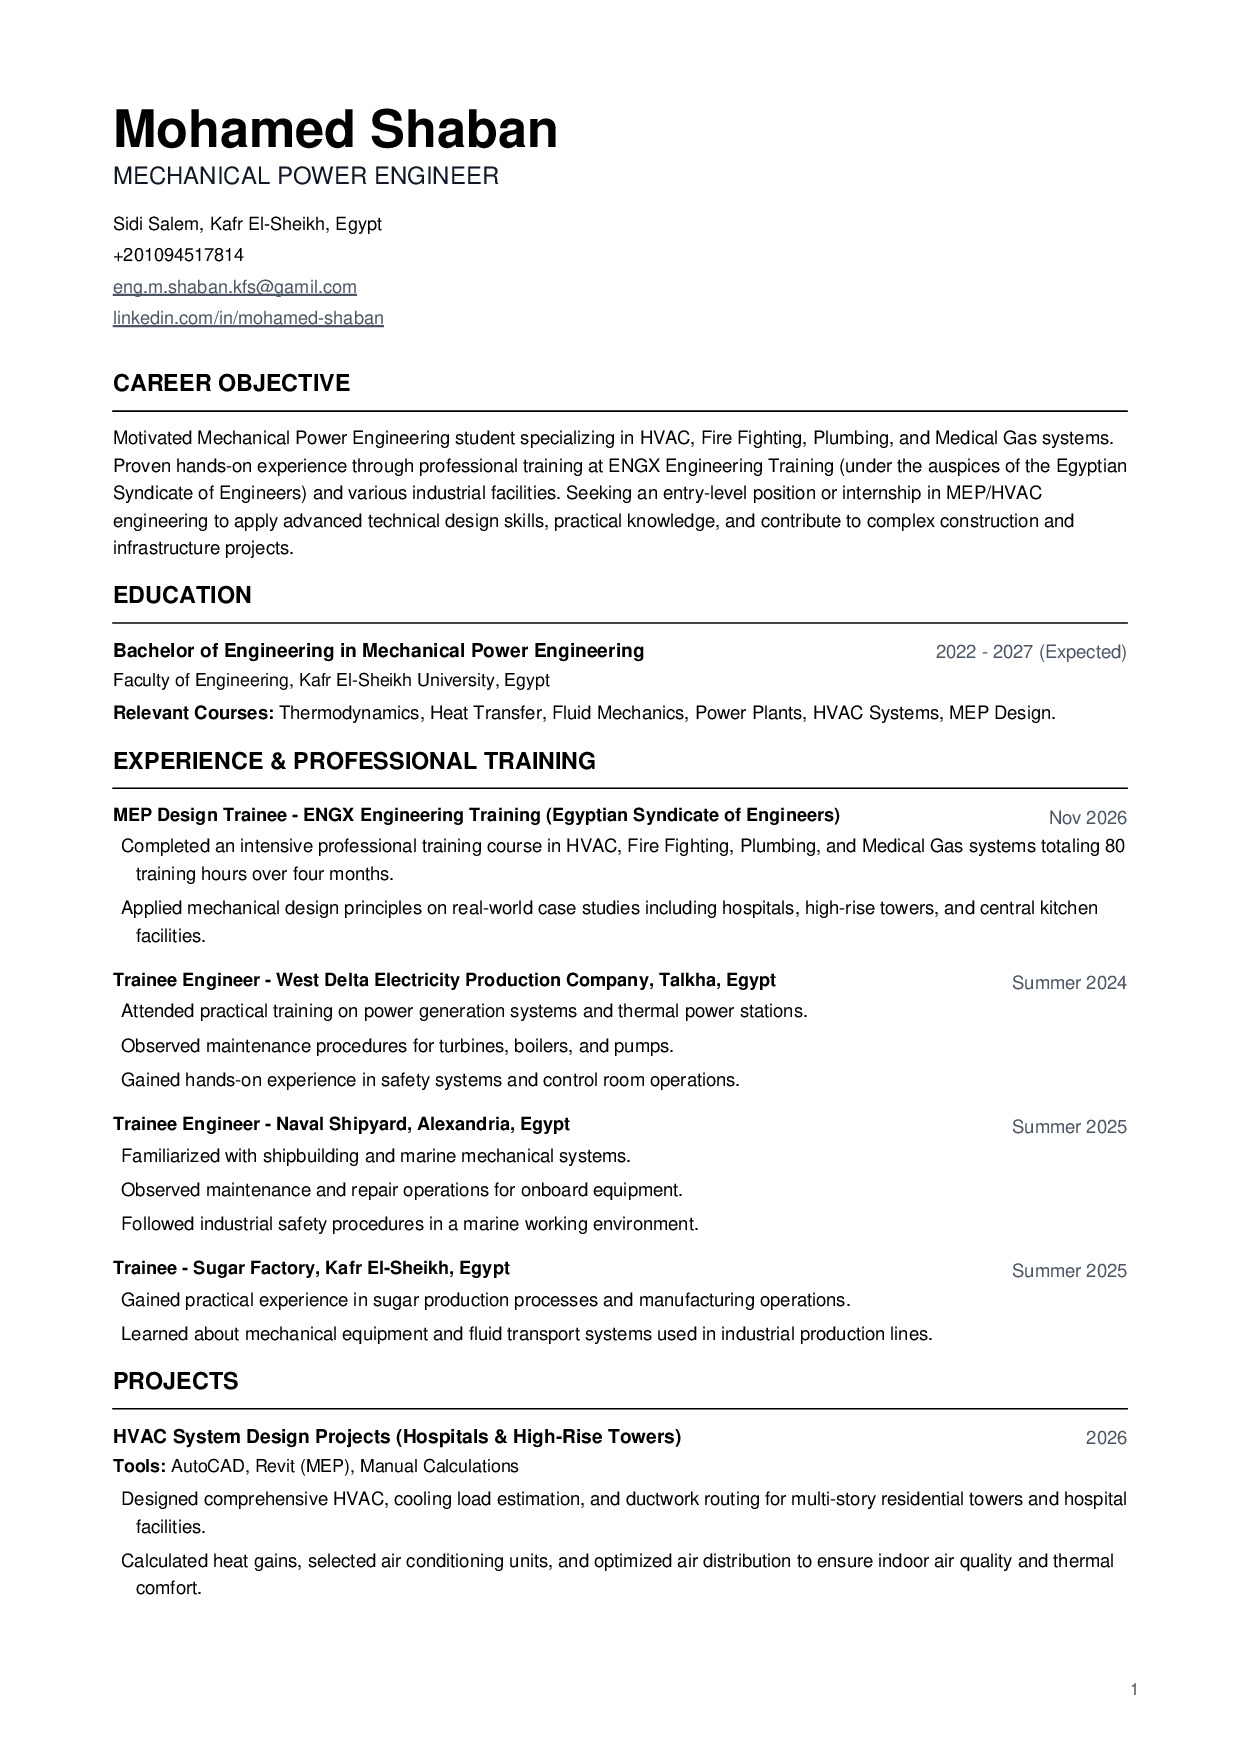 Mohamed Shaban
MECHANICAL POWER ENGINEER
Sidi Salem, Kafr El-Sheikh, Egypt
+201094517814
eng.m.shaban.kfs@gamil.com
linkedin.com/in/mohamed-shaban
CAREER OBJECTIVE
Motivated Mechanical Power Engineering student specializing in HVAC, Fire Fighting, Plumbing, and Medical Gas systems.
Proven hands-on experience through professional training at ENGX Engineering Training (under the auspices of the Egyptian
Syndicate of Engineers) and various industrial facilities. Seeking an entry-level position or internship in MEP/HVAC
engineering to apply advanced technical design skills, practical knowledge, and contribute to complex construction and
infrastructure projects.
EDUCATION
Bachelor of Engineering in Mechanical Power Engineering 2022 - 2027 (Expected)
Faculty of Engineering, Kafr El-Sheikh University, Egypt
Relevant Courses: Thermodynamics, Heat Transfer, Fluid Mechanics, Power Plants, HVAC Systems, MEP Design.
EXPERIENCE & PROFESSIONAL TRAINING
MEP Design Trainee - ENGX Engineering Training (Egyptian Syndicate of Engineers) Nov 2026
Completed an intensive professional training course in HVAC, Fire Fighting, Plumbing, and Medical Gas systems totaling 80
training hours over four months.
Applied mechanical design principles on real-world case studies including hospitals, high-rise towers, and central kitchen
facilities.
Trainee Engineer - West Delta Electricity Production Company, Talkha, Egypt Summer 2024
Attended practical training on power generation systems and thermal power stations.
Observed maintenance procedures for turbines, boilers, and pumps.
Gained hands-on experience in safety systems and control room operations.
Trainee Engineer - Naval Shipyard, Alexandria, Egypt Summer 2025
Familiarized with shipbuilding and marine mechanical systems.
Observed maintenance and repair operations for onboard equipment.
Followed industrial safety procedures in a marine working environment.
Trainee - Sugar Factory, Kafr El-Sheikh, Egypt Summer 2025
Gained practical experience in sugar production processes and manufacturing operations.
Learned about mechanical equipment and fluid transport systems used in industrial production lines.
PROJECTS
HVAC System Design Projects (Hospitals & High-Rise Towers) 2026
Tools: AutoCAD, Revit (MEP), Manual Calculations
Designed comprehensive HVAC, cooling load estimation, and ductwork routing for multi-story residential towers and hospital
facilities.
Calculated heat gains, selected air conditioning units, and optimized air distribution to ensure indoor air quality and thermal
comfort.
1